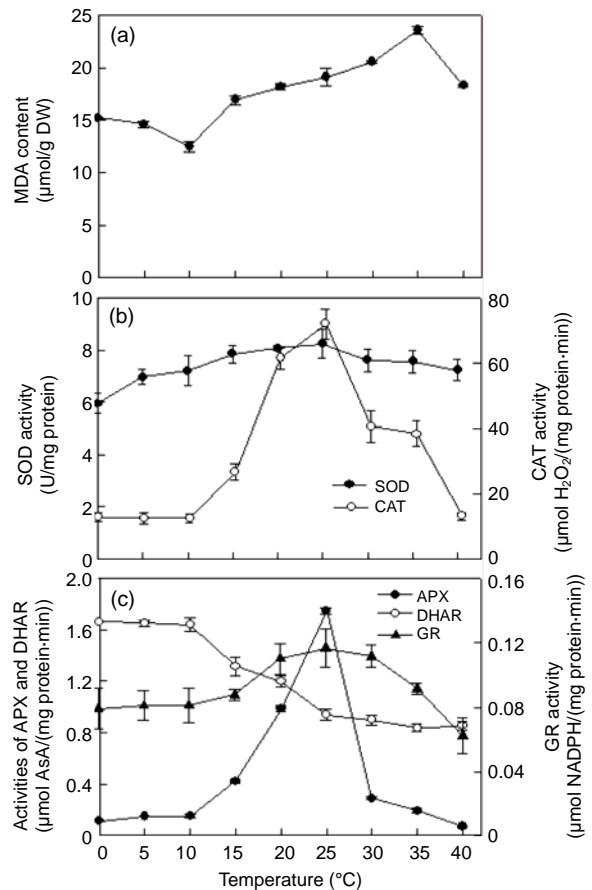 (a)
25
20
15
10
5
0
MDA content
(µmol/g DW)
(b)
10
8
6
4
2
0
SOD activity
(U/mg protein)
80
60
40
20
0
CAT activity
(µmol H₂O₂/(mg protein·min))
SOD
CAT
(c)
2.0
1.6
1.2
0.8
0.4
0
Activities of APX and DHAR
(µmol AsA/(mg protein·min)
0.16
0.12
0.08
0.04
0
GR activity
(µmol NADPH/(mg protein·min))
APX
DHAR
GR
0 5 10 15 20 25 30 35 40
Temperature (°C)